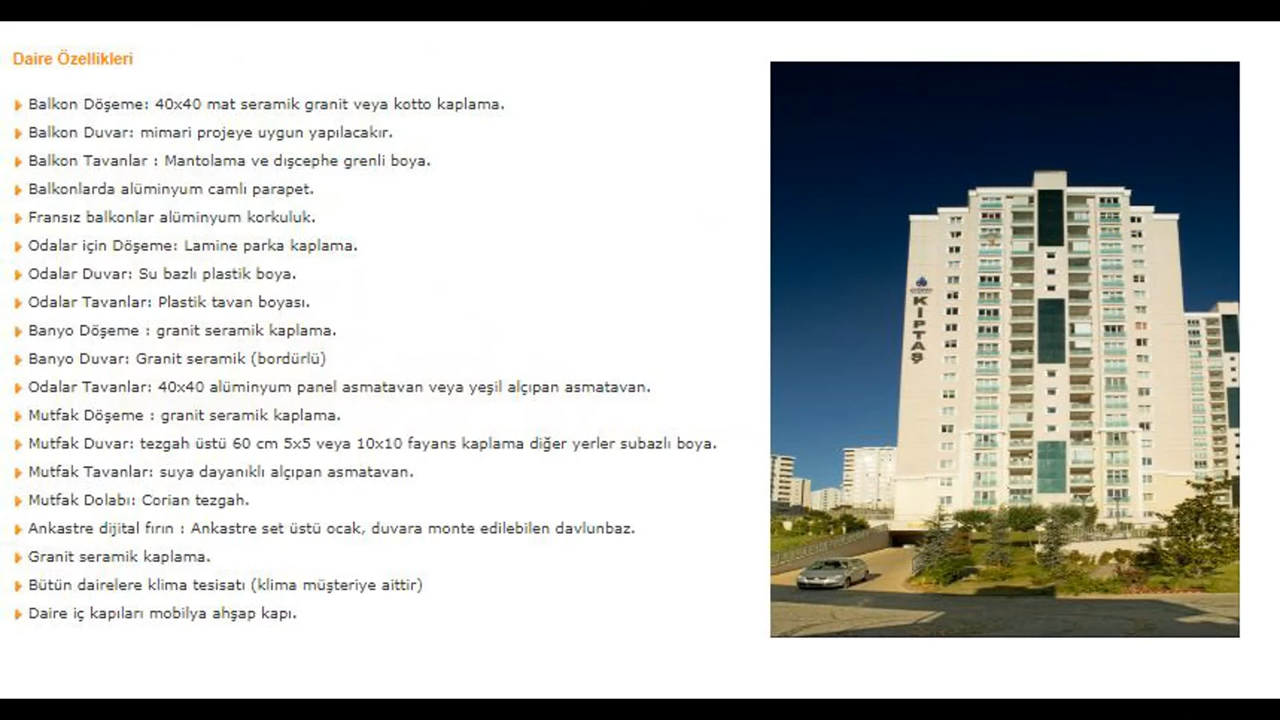 Daire Özellikleri
Balkon Döşeme: 40x40 mat seramik granit veya kotto kaplama.
Balkon Duvar: mimari projeye uygun yapılacakır.
Balkon Tavanlar : Mantolama ve dışcephe grenli boya.
Balkonlarda alüminyum camlı parapet.
Fransız balkonlar alüminyum korkuluk.
Odalar için Döşeme: Lamine parka kaplama.
Odalar Duvar: Su bazlı plastik boya.
Odalar Tavanlar: Plastik tavan boyası.
Banyo Döşeme : granit seramik kaplama.
Banyo Duvar: Granit seramik (bordürlü)
Odalar Tavanlar: 40x40 alüminyum panel asmatavan veya yeşil alçıpan asmatavan.
Mutfak Döşeme : granit seramik kaplama.
Mutfak Duvar: tezgah üstü 60 cm 5x5 veya 10x10 fayans kaplama diğer yerler subazlı boya.
Mutfak Tavanlar: suya dayanıklı alçıpan asmatavan.
Mutfak Dolabı: Corian tezgah.
Ankastre dijital fırın : Ankastre set üstü ocak, duvara monte edilebilen davlunbaz.
Granit seramik kaplama.
Bütün dairelere klima tesisatı (klima müşteriye aittir)
Daire iç kapıları mobilya ahşap kapı.
KİPTAŞ